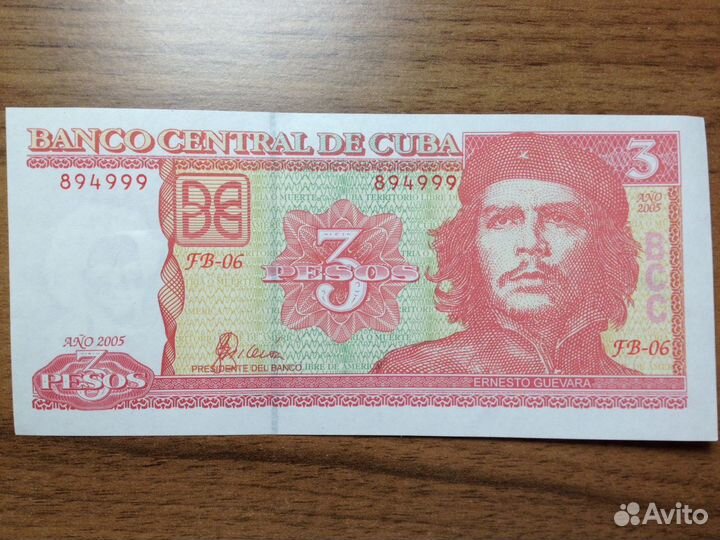 BANCO CENTRAL DE CUBA 3
894999 894999
AÑO 2005
BCC
FB-06
3 PESOS
AÑO 2005
3 PESOS
PRESIDENTE DEL BANCO
FB-06
ERNESTO GUEVARA
Avito